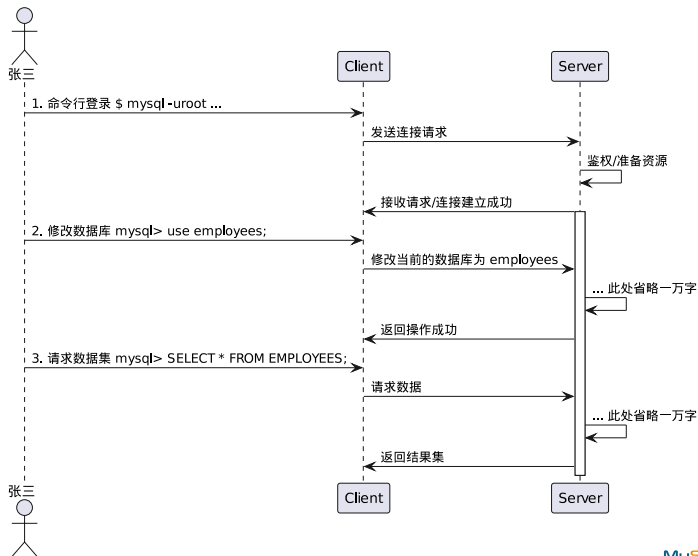 张三
Client
Server
1. 命令行登录 $ mysql -uroot ...
发送连接请求
鉴权/准备资源
接收请求/连接建立成功
2. 修改数据库 mysql> use employees;
修改当前的数据库为 employees
... 此处省略一万字
返回操作成功
3. 请求数据集 mysql> SELECT * FROM EMPLOYEES;
请求数据
... 此处省略一万字
返回结果集
张三
Client
Server